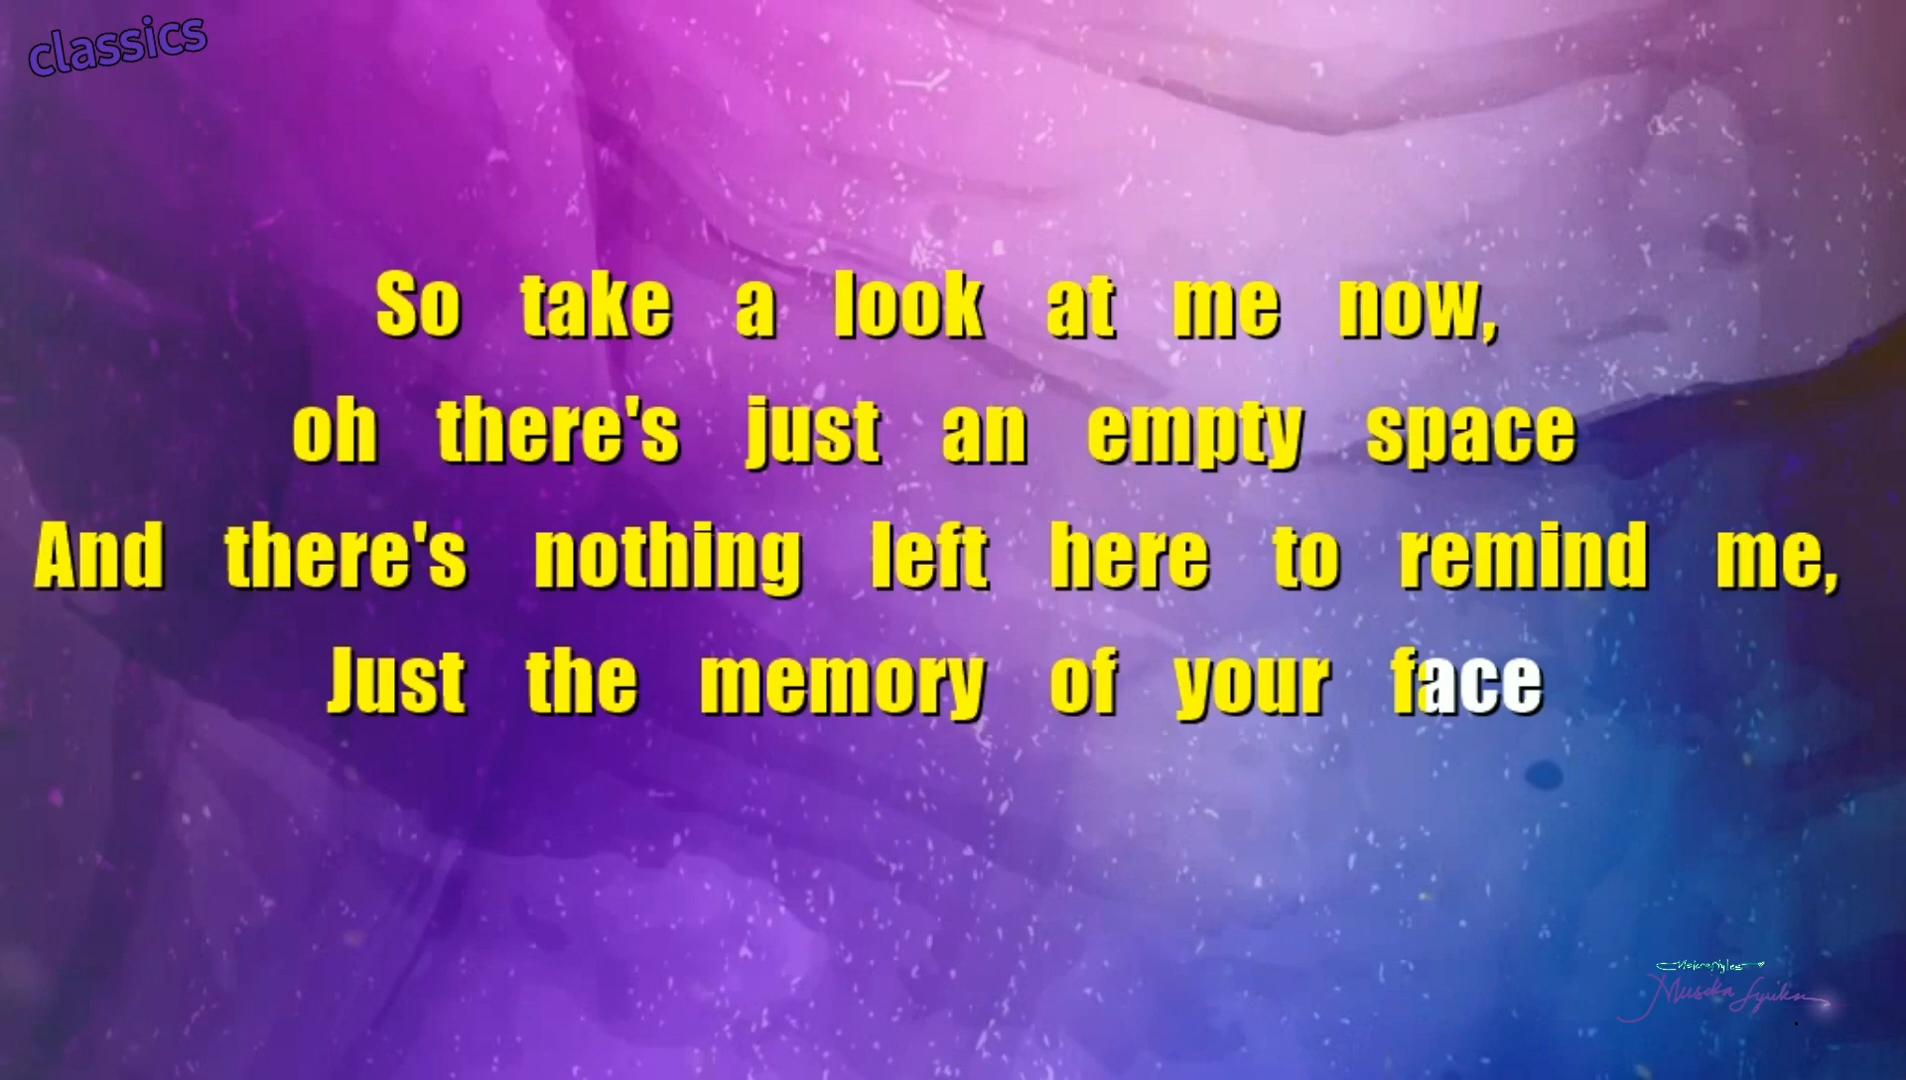 classics
So take a look at me now,
oh there's just an empty space
And there's nothing left here to remind me,
Just the memory of your face